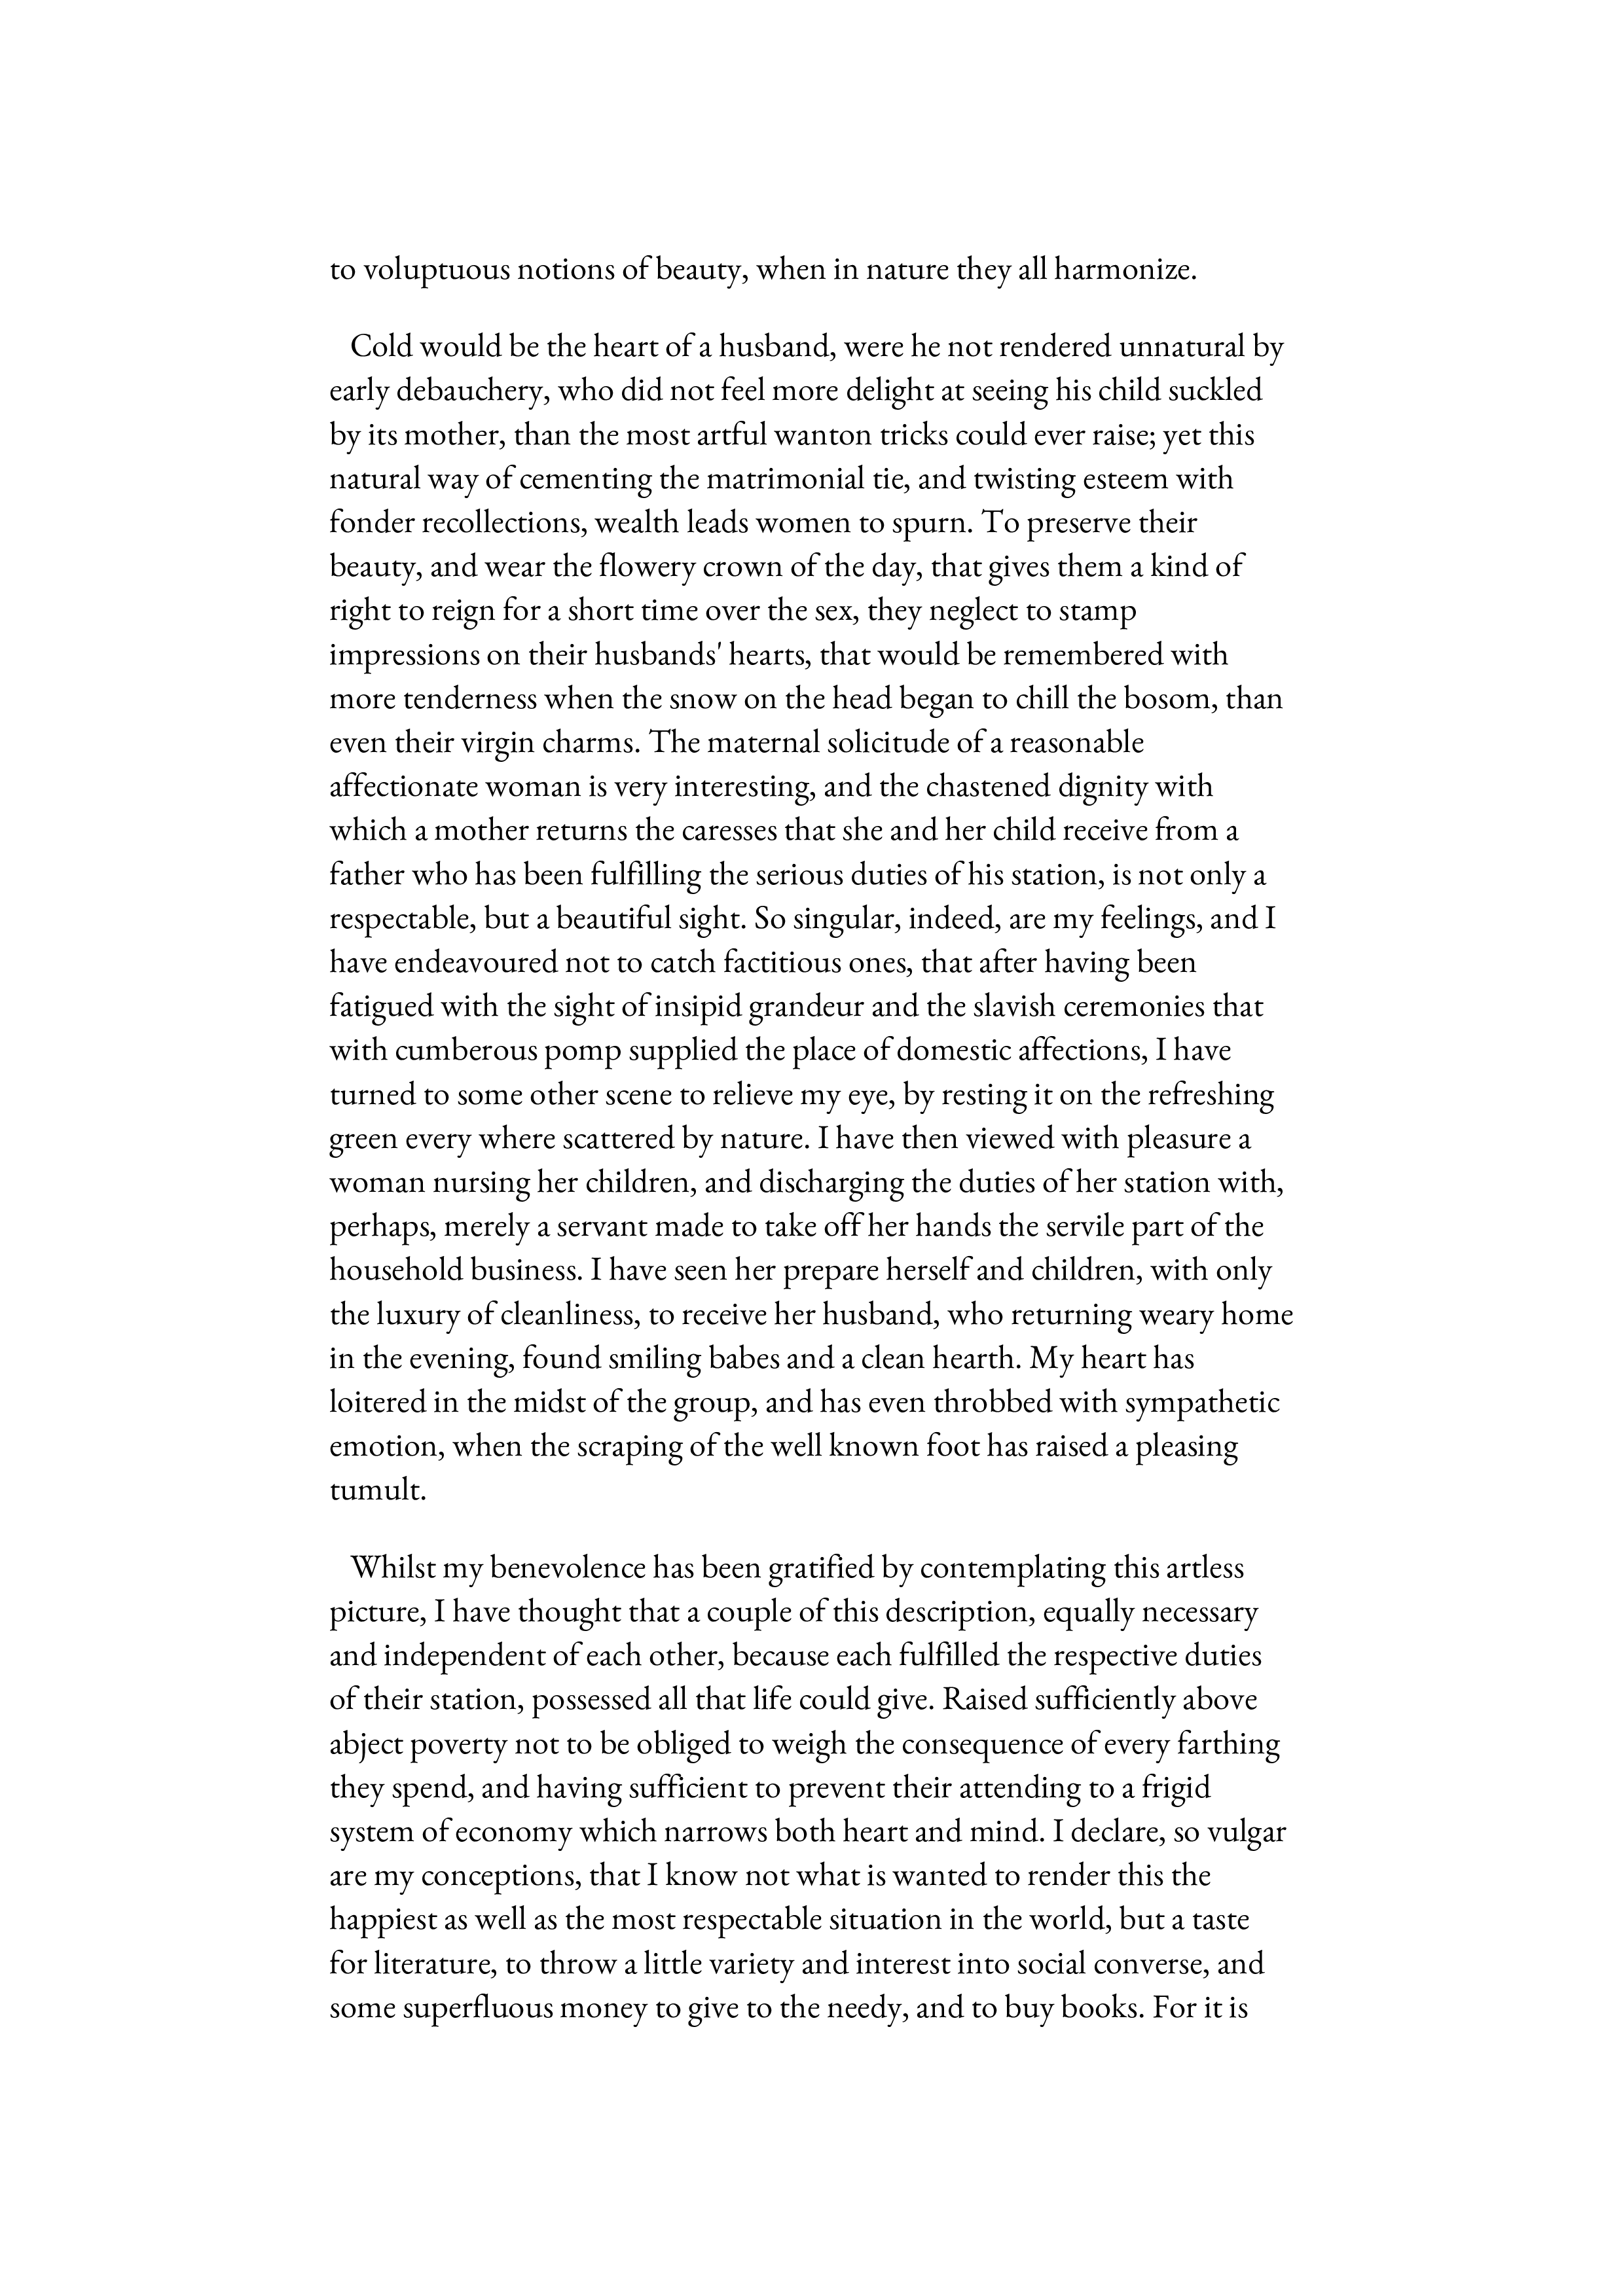 to voluptuous notions of beauty, when in nature they all harmonize.
Cold would be the heart of a husband, were he not rendered unnatural by
early debauchery, who did not feel more delight at seeing his child suckled
by its mother, than the most artful wanton tricks could ever raise; yet this
natural way of cementing the matrimonial tie, and twisting esteem with
fonder recollections, wealth leads women to spurn. To preserve their
beauty, and wear the flowery crown of the day, that gives them a kind of
right to reign for a short time over the sex, they neglect to stamp
impressions on their husbands' hearts, that would be remembered with
more tenderness when the snow on the head began to chill the bosom, than
even their virgin charms. The maternal solicitude of a reasonable
affectionate woman is very interesting, and the chastened dignity with
which a mother returns the caresses that she and her child receive from a
father who has been fulfilling the serious duties of his station, is not only a
respectable, but a beautiful sight. So singular, indeed, are my feelings, and I
have endeavoured not to catch factitious ones, that after having been
fatigued with the sight of insipid grandeur and the slavish ceremonies that
with cumberous pomp supplied the place of domestic affections, I have
turned to some other scene to relieve my eye, by resting it on the refreshing
green every where scattered by nature. I have then viewed with pleasure a
woman nursing her children, and discharging the duties of her station with,
perhaps, merely a servant made to take off her hands the servile part of the
household business. I have seen her prepare herself and children, with only
the luxury of cleanliness, to receive her husband, who returning weary home
in the evening, found smiling babes and a clean hearth. My heart has
loitered in the midst of the group, and has even throbbed with sympathetic
emotion, when the scraping of the well known foot has raised a pleasing
tumult.
Whilst my benevolence has been gratified by contemplating this artless
picture, I have thought that a couple of this description, equally necessary
and independent of each other, because each fulfilled the respective duties
of their station, possessed all that life could give. Raised sufficiently above
abject poverty not to be obliged to weigh the consequence of every farthing
they spend, and having sufficient to prevent their attending to a frigid
system of economy which narrows both heart and mind. I declare, so vulgar
are my conceptions, that I know not what is wanted to render this the
happiest as well as the most respectable situation in the world, but a taste
for literature, to throw a little variety and interest into social converse, and
some superfluous money to give to the needy, and to buy books. For it is